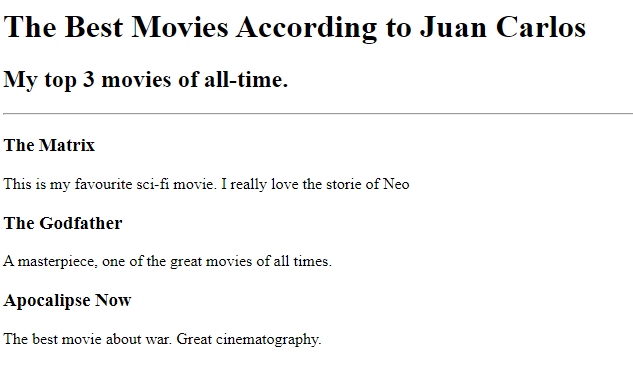 The Best Movies According to Juan Carlos
My top 3 movies of all-time.
The Matrix
This is my favourite sci-fi movie. I really love the storie of Neo
The Godfather
A masterpiece, one of the great movies of all times.
Apocalipse Now
The best movie about war. Great cinematography.